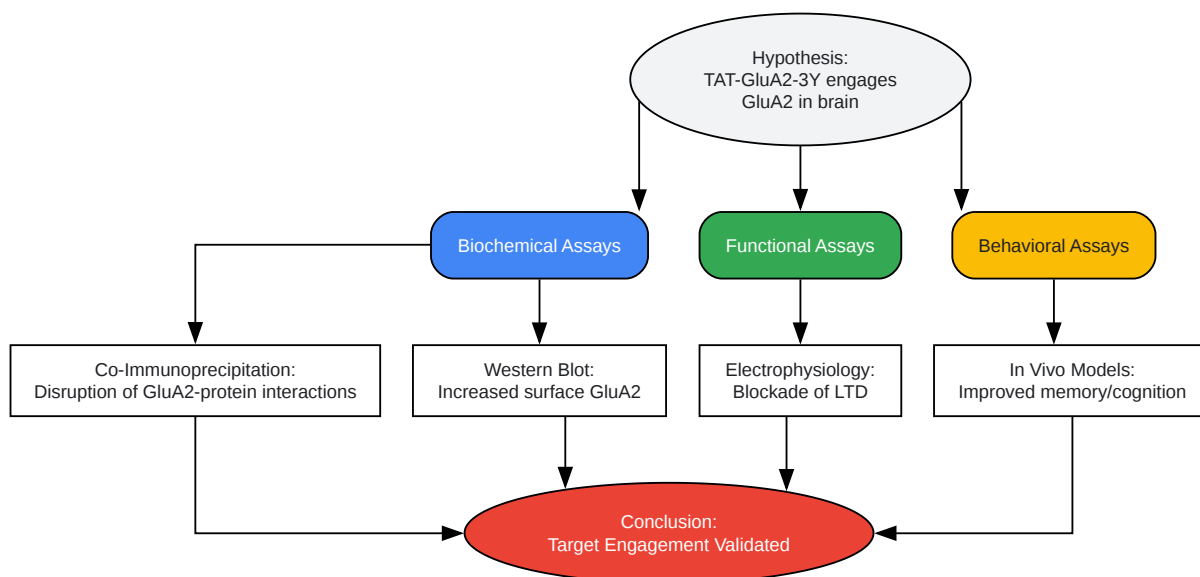 Hypothesis:
TAT-GluA2-3Y engages
GluA2 in brain
Biochemical Assays
Functional Assays
Behavioral Assays
Co-Immunoprecipitation:
Disruption of GluA2-protein interactions
Western Blot:
Increased surface GluA2
Electrophysiology:
Blockade of LTD
In Vivo Models:
Improved memory/cognition
Conclusion:
Target Engagement Validated